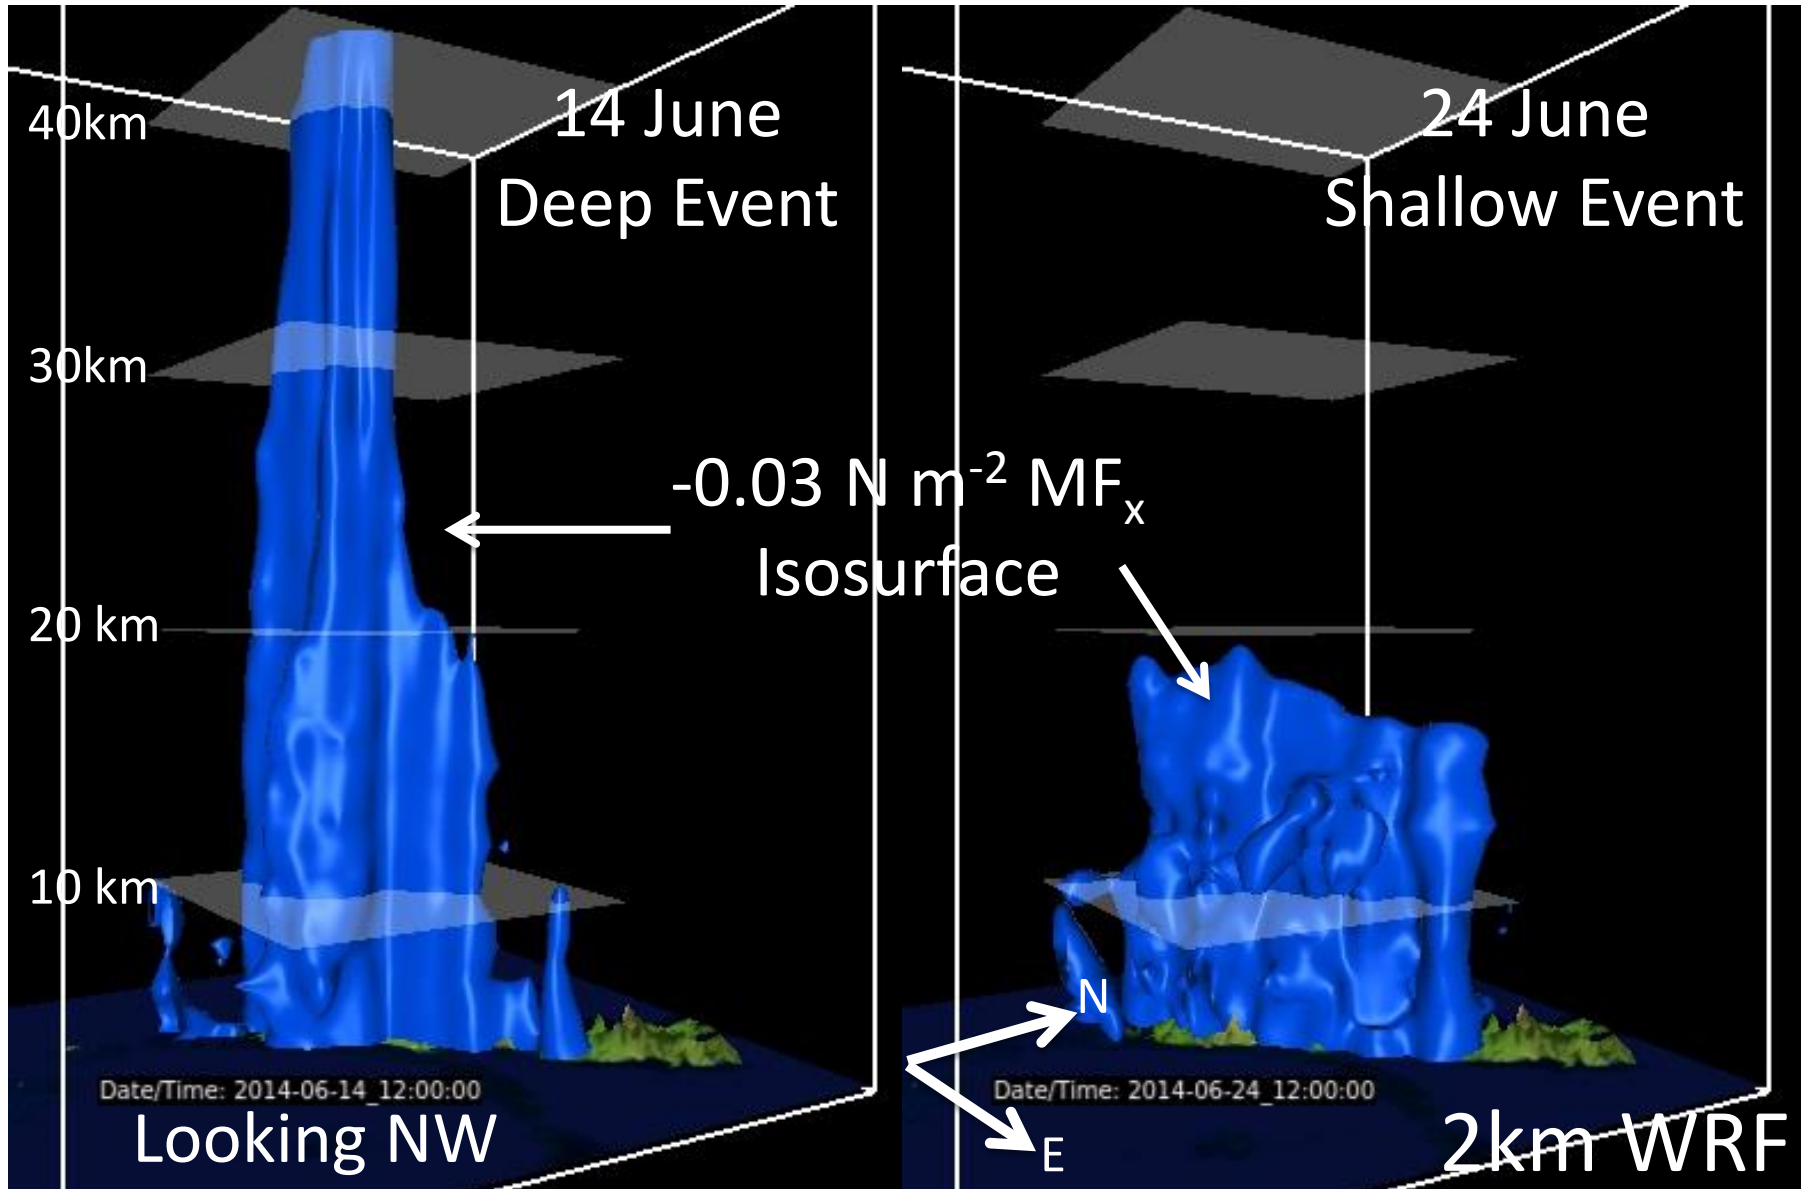 40km
14 June
Deep Event
24 June
Shallow Event
30km
-0.03 N m⁻² MFₓ
Isosurface
20 km
10 km
N
E
Date/Time: 2014-06-14_12:00:00
Date/Time: 2014-06-24_12:00:00
Looking NW
2km WRF